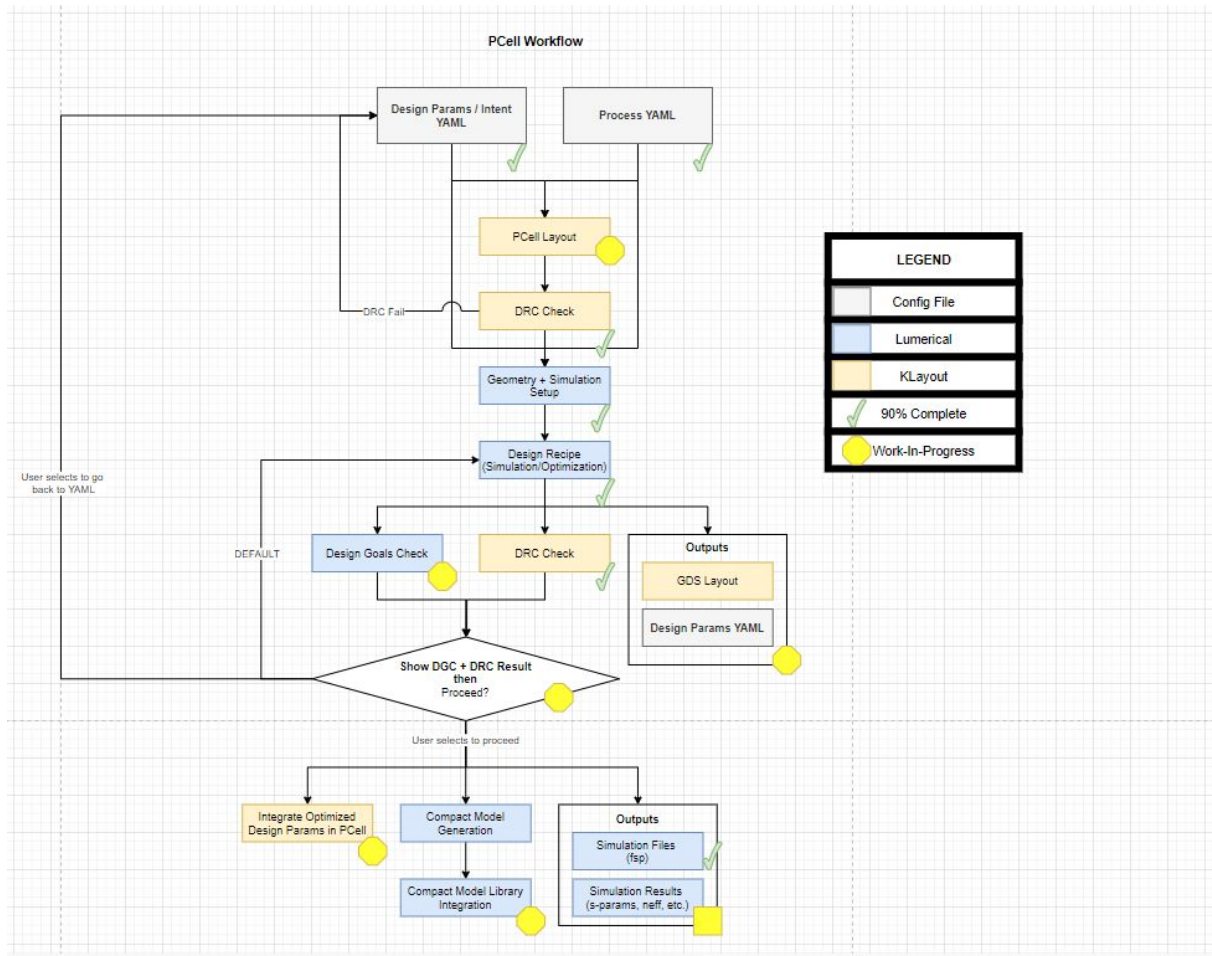 PCell Workflow
Design Params / Intent
YAML
Process YAML
PCell Layout
DRC Fail
DRC Check
Geometry + Simulation
Setup
Design Recipe
(Simulation/Optimization)
User selects to go
back to YAML
DEFAULT
Design Goals Check
DRC Check
Outputs
GDS Layout
Design Params YAML
Show DGC + DRC Result
then
Proceed?
User selects to proceed
Integrate Optimized
Design Params in PCell
Compact Model
Generation
Compact Model Library
Integration
Outputs
Simulation Files
(fsp)
Simulation Results
(s-params, neff, etc.)
LEGEND
Config File
Lumerical
KLayout
90% Complete
Work-In-Progress